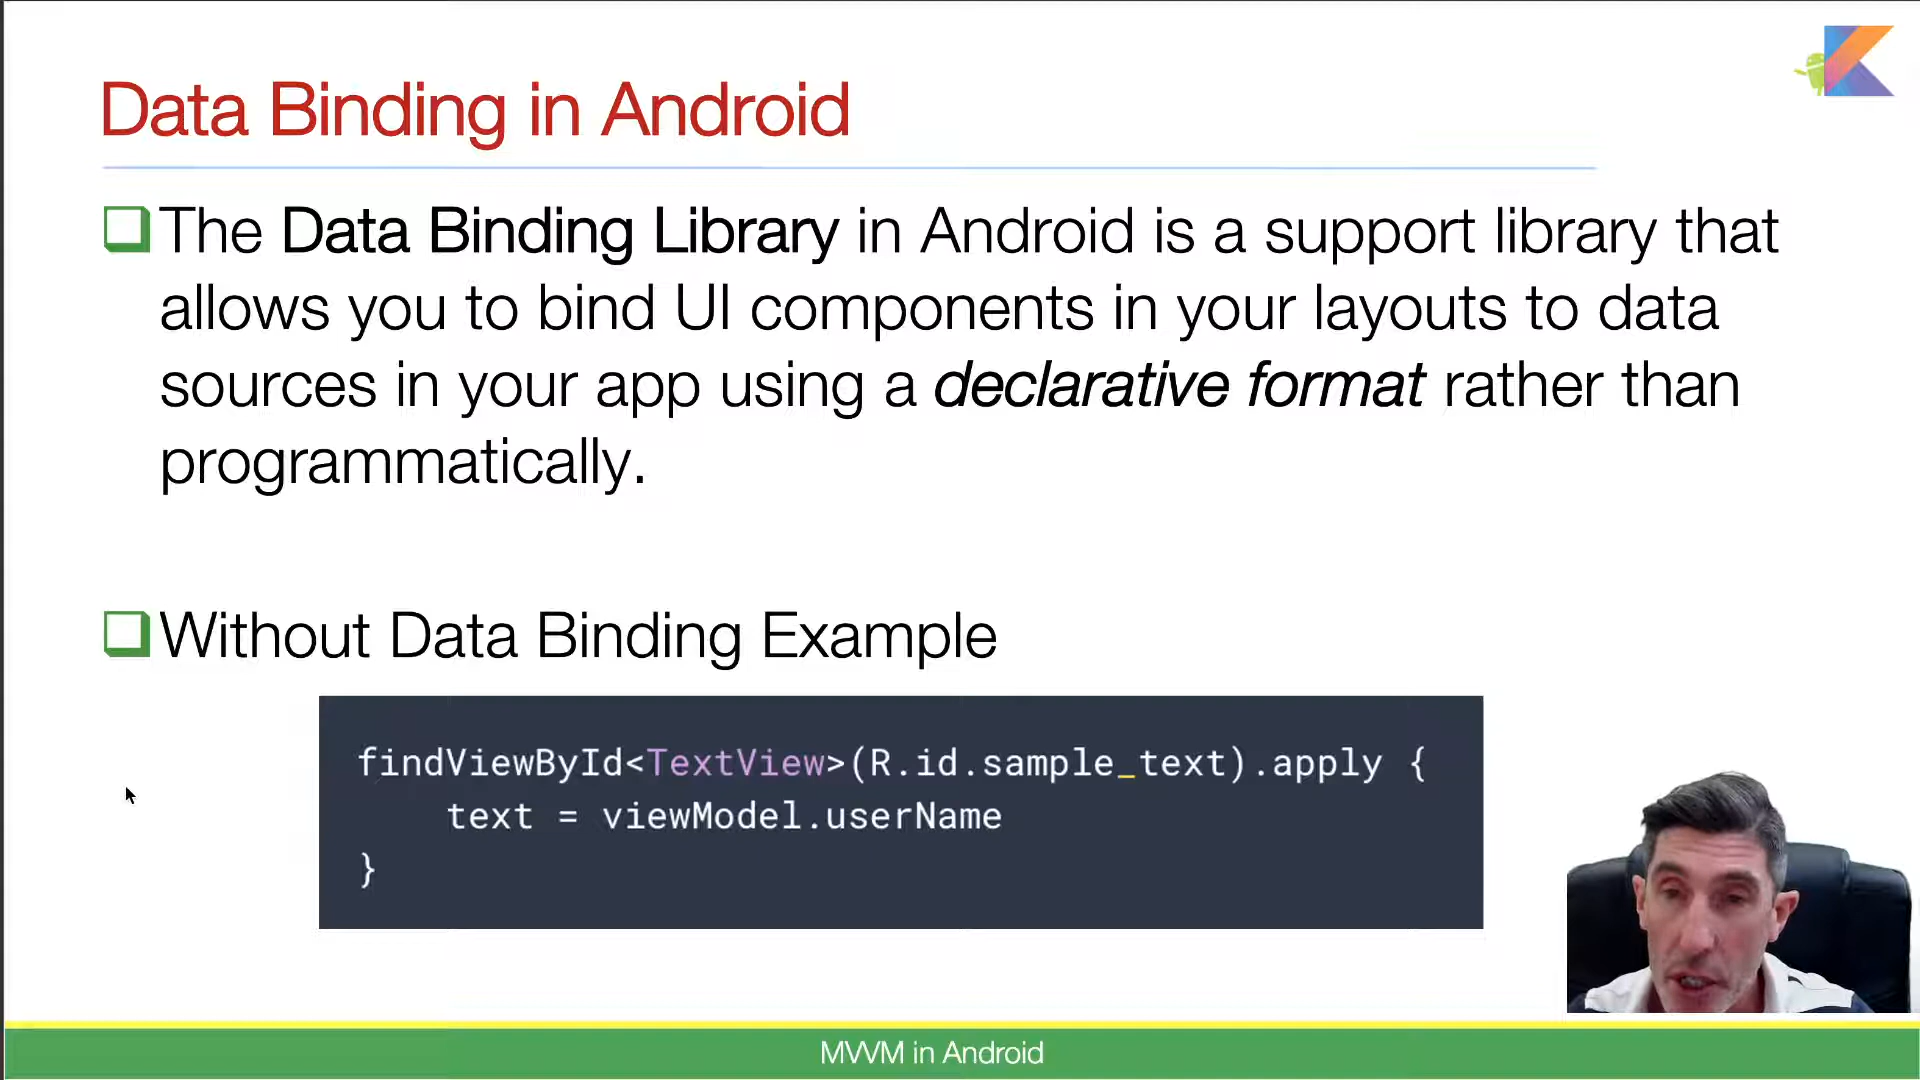 Data Binding in Android
The Data Binding Library in Android is a support library that
allows you to bind UI components in your layouts to data
sources in your app using a declarative format rather than
programmatically.
Without Data Binding Example
findViewById<TextView>(R.id.sample_text).apply {
    text = viewModel.userName
}
MVVM in Android